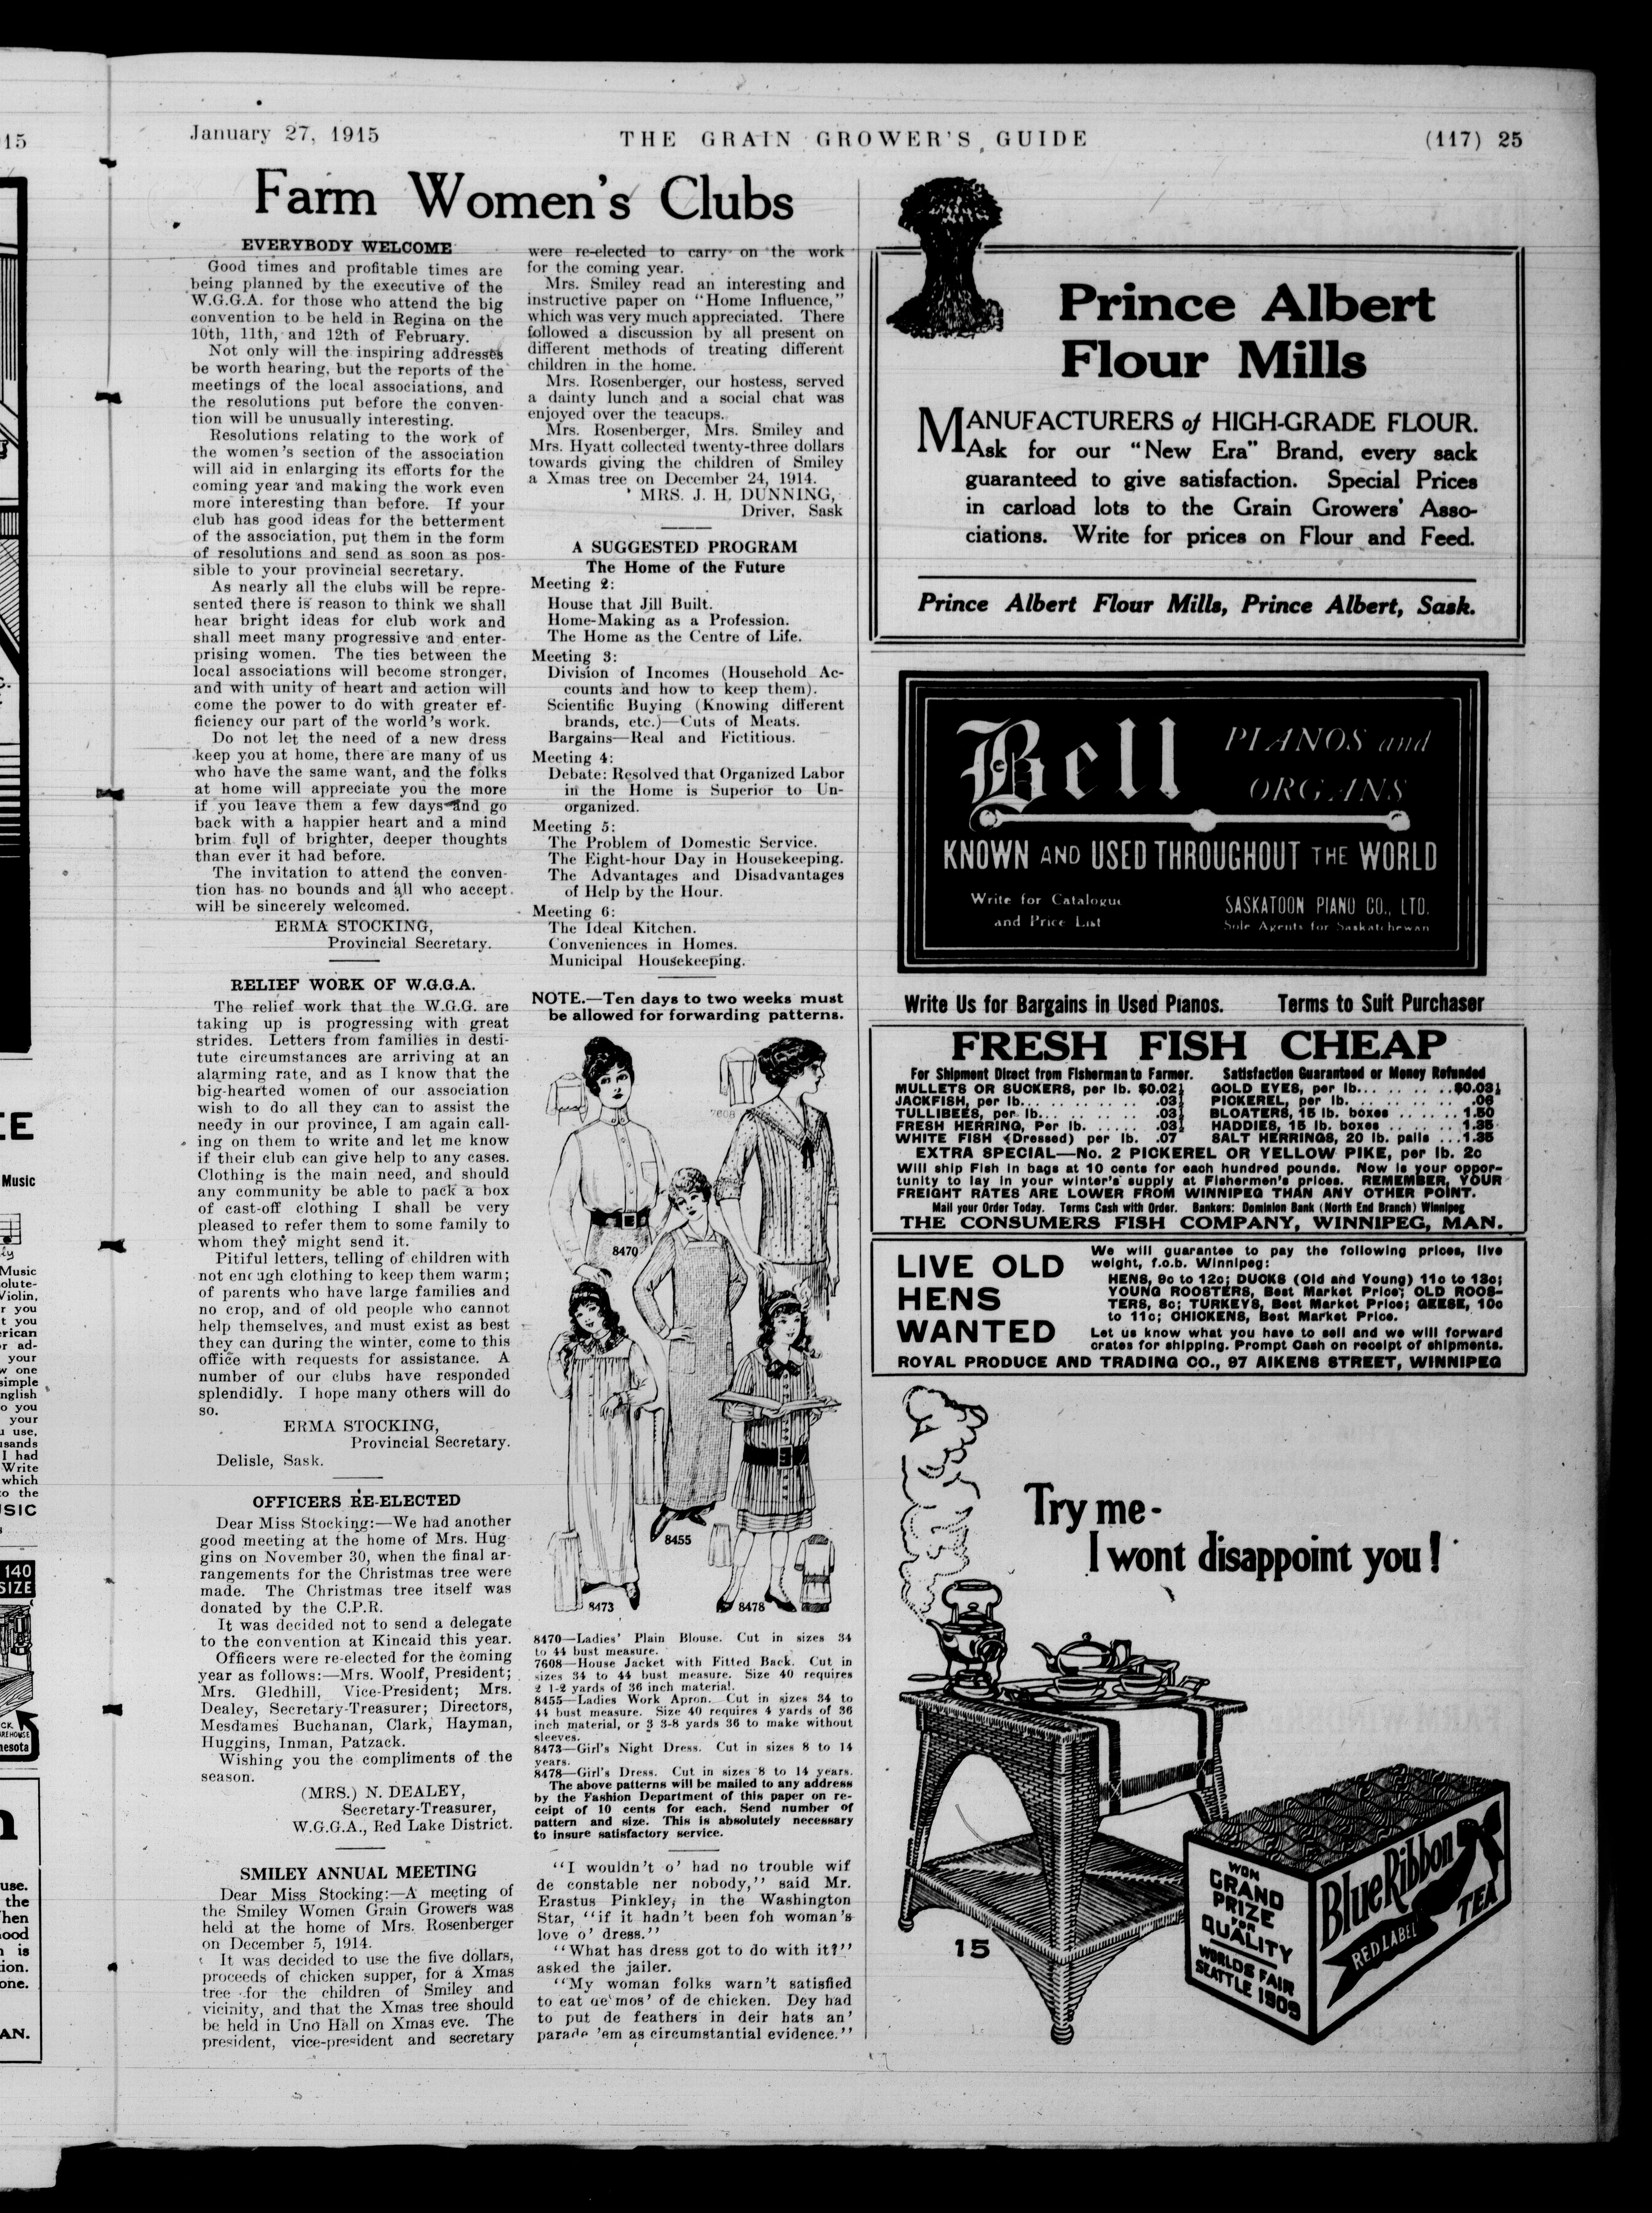 January 27, 1915
THE GRAIN GROWER'S GUIDE
(117) 25
Farm Women's Clubs
EVERYBODY WELCOME
Good times and profitable times are
being planned by the executive of the
W.G.G.A. for those who attend the big
convention to be held in Regina on the
10th, 11th, and 12th of February.
Not only will the inspiring addresses
be worth hearing, but the reports of the
meetings of the local associations, and
the resolutions put before the conven-
tion will be unusually interesting.
Resolutions relating to the work of
the women's section of the association
will aid in enlarging its efforts for the
coming year and making the work even
more interesting than before. If your
club has good ideas for the betterment
of the association, put them in the form
of resolutions and send as soon as pos-
sible to your provincial secretary.
As nearly all the clubs will be repre-
sented there is reason to think we shall
hear bright ideas for club work and
shall meet many progressive and enter-
prising women. The ties between the
local associations will become stronger,
and with unity of heart and action will
come the power to do with greater ef-
ficiency our part of the world's work.
Do not let the need of a new dress
keep you at home, there are many of us
who have the same want, and the folks
at home will appreciate you the more
if you leave them a few days and go
back with a happier heart and a mind
brim full of brighter, deeper thoughts
than ever it had before.
The invitation to attend the conven-
tion has no bounds and all who accept
will be sincerely welcomed.
ERMA STOCKING,
Provincial Secretary.
RELIEF WORK OF W.G.G.A.
The relief work that the W.G.G. are
taking up is progressing with great
strides. Letters from families in desti-
tute circumstances are arriving at an
alarming rate, and as I know that the
big-hearted women of our association
wish to do all they can to assist the
needy in our province, I am again call-
ing on them to write and let me know
if their club can give help to any cases.
Clothing is the main need, and should
any community be able to pack a box
of cast-off clothing I shall be very
pleased to refer them to some family to
whom they might send it.
Pitiful letters, telling of children with
not enough clothing to keep them warm;
of parents who have large families and
no crop, and of old people who cannot
help themselves, and must exist as best
they can during the winter, come to this
office with requests for assistance. A
number of our clubs have responded
splendidly. I hope many others will do
so.
ERMA STOCKING,
Provincial Secretary.
Delisle, Sask.
OFFICERS RE-ELECTED
Dear Miss Stocking:—We had another
good meeting at the home of Mrs. Hug-
gins on November 30, when the final ar-
rangements for the Christmas tree were
made. The Christmas tree itself was
donated by the C.P.R.
It was decided not to send a delegate
to the convention at Kincaid this year.
Officers were re-elected for the coming
year as follows:—Mrs. Woolf, President;
Mrs. Gledhill, Vice-President; Mrs.
Dealey, Secretary-Treasurer; Directors,
Mesdames Buchanan, Clark, Hayman,
Huggins, Inman, Patzack.
Wishing you the compliments of the
season.
(MRS.) N. DEALEY,
Secretary-Treasurer,
W.G.G.A., Red Lake District.
SMILEY ANNUAL MEETING
Dear Miss Stocking:—A meeting of
the Smiley Women Grain Growers was
held at the home of Mrs. Rosenberger
on December 5, 1914.
It was decided to use the five dollars,
proceeds of chicken supper, for a Xmas
tree for the children of Smiley and
vicinity, and that the Xmas tree should
be held in Uno Hall on Xmas eve. The
president, vice-president and secretary
were re-elected to carry on the work
for the coming year.
Mrs. Smiley read an interesting and
instructive paper on "Home Influence,"
which was very much appreciated. There
followed a discussion by all present on
different methods of treating different
children in the home.
Mrs. Rosenberger, our hostess, served
a dainty lunch and a social chat was
enjoyed over the teacups.
Mrs. Rosenberger, Mrs. Smiley and
Mrs. Hyatt collected twenty-three dollars
towards giving the children of Smiley
a Xmas tree on December 24, 1914.
MRS. J. H. DUNNING,
Driver, Sask
A SUGGESTED PROGRAM
The Home of the Future
Meeting 2:
House that Jill Built.
Home-Making as a Profession.
The Home as the Centre of Life.
Meeting 3:
Division of Incomes (Household Ac-
counts and how to keep them).
Scientific Buying (Knowing different
brands, etc.)—Cuts of Meats.
Bargains—Real and Fictitious.
Meeting 4:
Debate: Resolved that Organized Labor
in the Home is Superior to Un-
organized.
Meeting 5:
The Problem of Domestic Service.
The Eight-hour Day in Housekeeping.
The Advantages and Disadvantages
of Help by the Hour.
Meeting 6:
The Ideal Kitchen.
Conveniences in Homes.
Municipal Housekeeping.
NOTE.—Ten days to two weeks must
be allowed for forwarding patterns.
7608
8470
8455
8473
8478
8470—Ladies' Plain Blouse. Cut in sizes 34
to 44 bust measure.
7608—House Jacket with Fitted Back. Cut in
sizes 34 to 44 bust measure. Size 40 requires
2 1-2 yards of 36 inch material.
8455—Ladies Work Apron. Cut in sizes 34 to
44 bust measure. Size 40 requires 4 yards of 36
inch material, or 3 3-8 yards 36 to make without
sleeves.
8473—Girl's Night Dress. Cut in sizes 8 to 14
years.
8478—Girl's Dress. Cut in sizes 8 to 14 years.
The above patterns will be mailed to any address
by the Fashion Department of this paper on re-
ceipt of 10 cents for each. Send number of
pattern and size. This is absolutely necessary
to insure satisfactory service.
"I wouldn't o' had no trouble wif
de constable ner nobody," said Mr.
Erastus Pinkley, in the Washington
Star, "if it hadn't been foh woman's
love o' dress."
"What has dress got to do with it?"
asked the jailer.
"My woman folks warn't satisfied
to eat de mos' of de chicken. Dey had
to put de feathers in deir hats an'
parade 'em as circumstantial evidence."
Prince Albert
Flour Mills
MANUFACTURERS of HIGH-GRADE FLOUR.
Ask for our "New Era" Brand, every sack
guaranteed to give satisfaction. Special Prices
in carload lots to the Grain Growers' Asso-
ciations. Write for prices on Flour and Feed.
Prince Albert Flour Mills, Prince Albert, Sask.
Bell PIANOS and
ORGANS
KNOWN AND USED THROUGHOUT THE WORLD
Write for Catalogue
and Price List
SASKATOON PIANO CO., LTD.
Sole Agents for Saskatchewan
Write Us for Bargains in Used Pianos. Terms to Suit Purchaser
FRESH FISH CHEAP
For Shipment Direct from Fisherman to Farmer. Satisfaction Guaranteed or Money Refunded
MULLETS OR SUCKERS, per lb. $0.02½
JACKFISH, per lb. .03½
TULLIBEES, per lb. .03½
FRESH HERRING, Per lb. .03½
WHITE FISH (Dressed) per lb. .07
GOLD EYES, per lb. $0.03½
PICKEREL, per lb. .06
BLOATERS, 15 lb. boxes 1.50
HADDIES, 15 lb. boxes 1.35
SALT HERRINGS, 20 lb. pails 1.35
EXTRA SPECIAL—No. 2 PICKEREL OR YELLOW PIKE, per lb. 2c
Will ship Fish in bags at 10 cents for each hundred pounds. Now is your oppor-
tunity to lay in your winter's supply at Fishermen's prices. REMEMBER, YOUR
FREIGHT RATES ARE LOWER FROM WINNIPEG THAN ANY OTHER POINT.
Mail your Order Today. Terms Cash with Order. Bankers: Dominion Bank (North End Branch) Winnipeg
THE CONSUMERS FISH COMPANY, WINNIPEG, MAN.
LIVE OLD
HENS
WANTED
We will guarantee to pay the following prices, live
weight, f.o.b. Winnipeg:
HENS, 9c to 12c; DUCKS (Old and Young) 11c to 13c;
YOUNG ROOSTERS, Best Market Price; OLD ROOS-
TERS, 8c; TURKEYS, Best Market Price; GEESE, 10c
to 11c; CHICKENS, Best Market Price.
Let us know what you have to sell and we will forward
crates for shipping. Prompt Cash on receipt of shipments.
ROYAL PRODUCE AND TRADING CO., 97 AIKENS STREET, WINNIPEG
Try me-
I wont disappoint you!
15
WON
GRAND
PRIZE
FOR
QUALITY
WORLDS FAIR
SEATTLE 1909
Blue Ribbon
RED LABEL
TEA